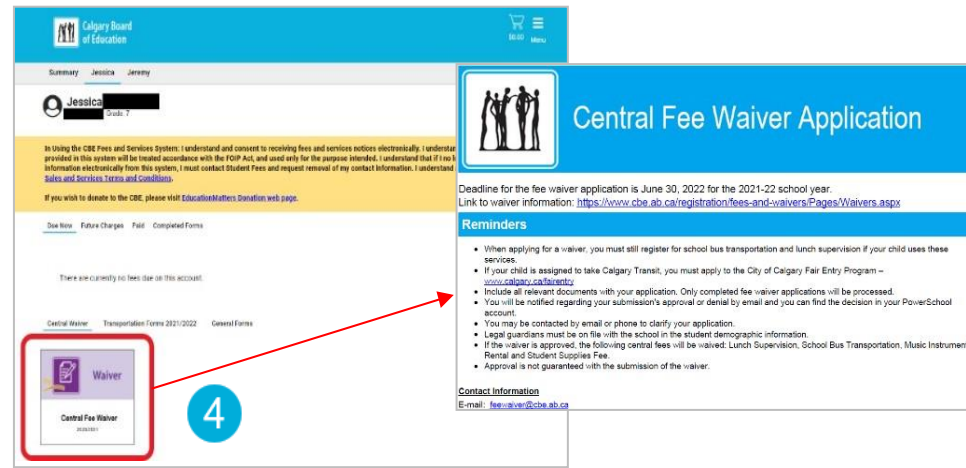 Calgary Board
of Education
$0.00 Menu
Summary Jessica Jeremy
Jessica
Grade: 7
In Using the CBE Fees and Services System: I understand and consent to receiving fees and services notices electronically. I understan
provided in this system will be treated accordance with the FOIP Act, and used only for the purpose intended. I understand that if I no l
information electronically from this system, I must contact Student Fees and request removal of my contact information. I understand
Sales and Services Terms and Conditions.
If you wish to donate to the CBE, please visit EducationMatters Donation web page.
Due Now Future Charges Paid Completed Forms
There are currently no fees due on this account.
Central Waiver Transportation Forms 2021/2022 General Forms
Waiver
Central Fee Waiver
4
Central Fee Waiver Application
Deadline for the fee waiver application is June 30, 2022 for the 2021-22 school year.
Link to waiver information: https://www.cbe.ab.ca/registration/fees-and-waivers/Pages/Waivers.aspx
Reminders
• When applying for a waiver, you must still register for school bus transportation and lunch supervision if your child uses these
services.
• If your child is assigned to take Calgary Transit, you must apply to the City of Calgary Fair Entry Program –
www.calgary.ca/fairentry
• Include all relevant documents with your application. Only completed fee waiver applications will be processed.
• You will be notified regarding your submission's approval or denial by email and you can find the decision in your PowerSchool
account.
• You may be contacted by email or phone to clarify your application.
• Legal guardians must be on file with the school in the student demographic information.
• If the waiver is approved, the following central fees will be waived: Lunch Supervision, School Bus Transportation, Music Instrument
Rental and Student Supplies Fee.
• Approval is not guaranteed with the submission of the waiver.
Contact Information
E-mail: feewaiver@cbe.ab.ca